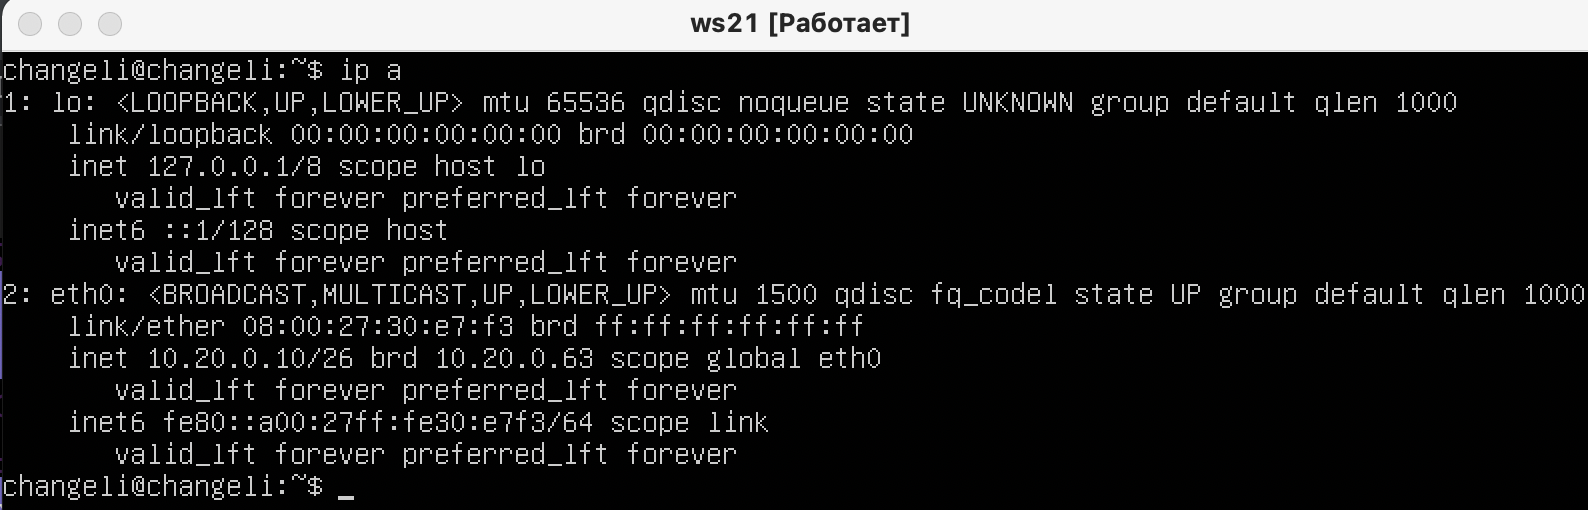 ws21 [Работает]
changeli@changeli:~$ ip a
1: lo: <LOOPBACK,UP,LOWER_UP> mtu 65536 qdisc noqueue state UNKNOWN group default qlen 1000
    link/loopback 00:00:00:00:00:00 brd 00:00:00:00:00:00
    inet 127.0.0.1/8 scope host lo
       valid_lft forever preferred_lft forever
    inet6 ::1/128 scope host
       valid_lft forever preferred_lft forever
2: eth0: <BROADCAST,MULTICAST,UP,LOWER_UP> mtu 1500 qdisc fq_codel state UP group default qlen 1000
    link/ether 08:00:27:30:e7:f3 brd ff:ff:ff:ff:ff:ff
    inet 10.20.0.10/26 brd 10.20.0.63 scope global eth0
       valid_lft forever preferred_lft forever
    inet6 fe80::a00:27ff:fe30:e7f3/64 scope link
       valid_lft forever preferred_lft forever
changeli@changeli:~$ _